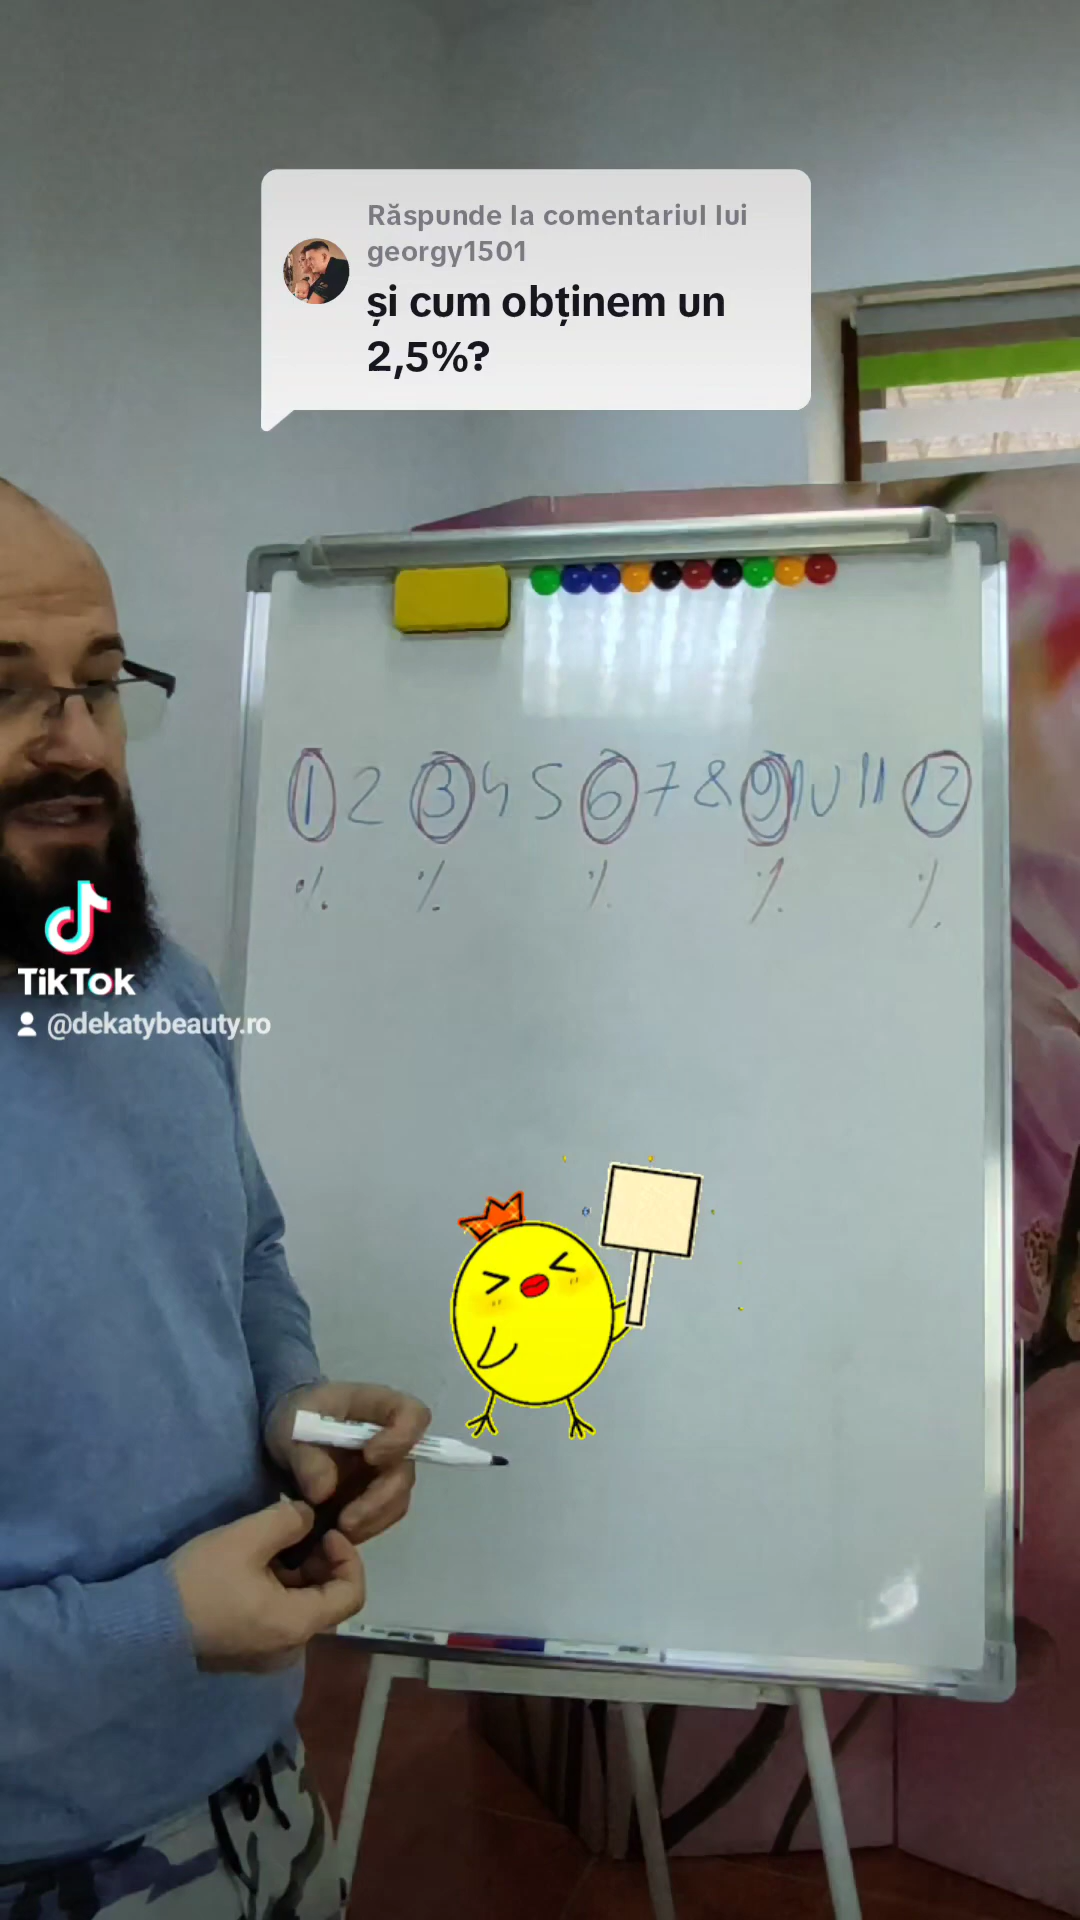 Răspunde la comentariul lui
georgy1501
și cum obținem un
2,5%?
1 2 3 4 5 6 7 8 9 10 11 12
% % % % %
TikTok
@dekatybeauty.ro